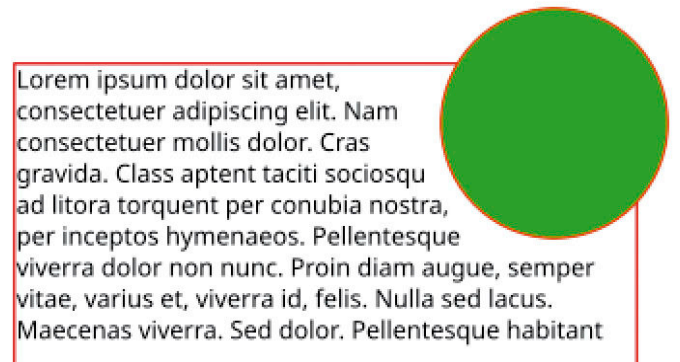 Lorem ipsum dolor sit amet,
consectetuer adipiscing elit. Nam
consectetuer mollis dolor. Cras
gravida. Class aptent taciti sociosqu
ad litora torquent per conubia nostra,
per inceptos hymenaeos. Pellentesque
viverra dolor non nunc. Proin diam augue, semper
vitae, varius et, viverra id, felis. Nulla sed lacus.
Maecenas viverra. Sed dolor. Pellentesque habitant